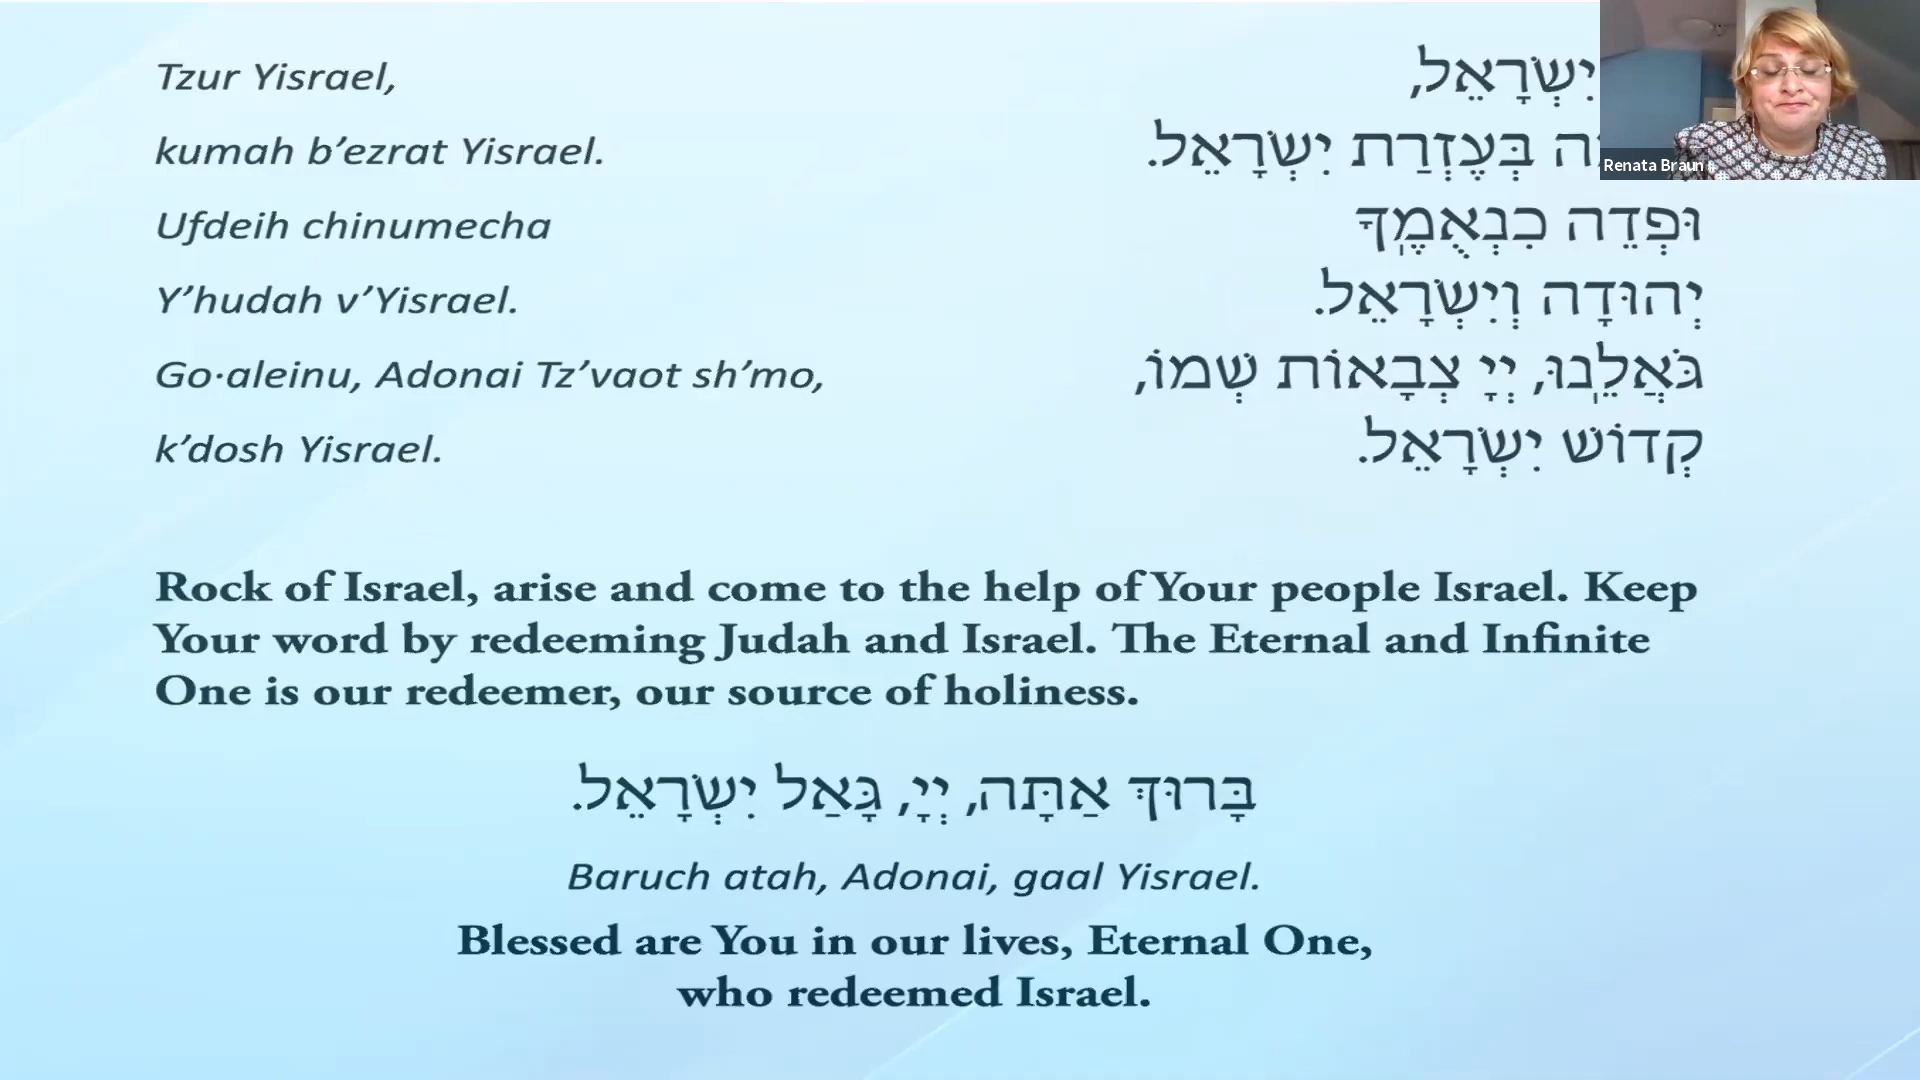 Tzur Yisrael,
יִשְׂרָאֵל,
kumah b’ezrat Yisrael.
בְּעֶזְרַת יִשְׂרָאֵל.
Ufdeih chinumecha
וּפְדֵה כִנְאֻמֶֽךָ
Y’hudah v’Yisrael.
יְהוּדָה וְיִשְׂרָאֵל.
Go·aleinu, Adonai Tz’vaot sh’mo,
גֹּאֲלֵֽנוּ, יְיָ צְבָאוֹת שְׁמוֹ,
k’dosh Yisrael.
קְדוֹשׁ יִשְׂרָאֵל.
Renata Braun
Rock of Israel, arise and come to the help of Your people Israel. Keep
Your word by redeeming Judah and Israel. The Eternal and Infinite
One is our redeemer, our source of holiness.
בָּרוּךְ אַתָּה, יְיָ, גָּאַל יִשְׂרָאֵל.
Baruch atah, Adonai, gaal Yisrael.
Blessed are You in our lives, Eternal One,
who redeemed Israel.